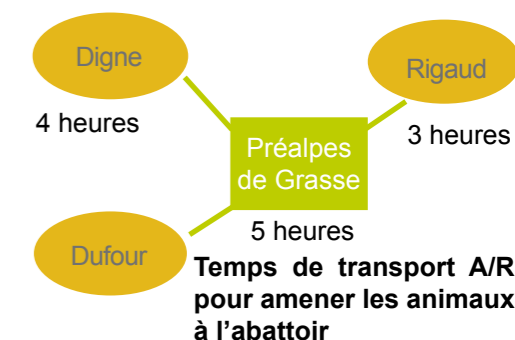 Digne
Rigaud
4 heures
3 heures
Préalpes
de Grasse
5 heures
Dufour
Temps de transport A/R
pour amener les animaux
à l'abattoir